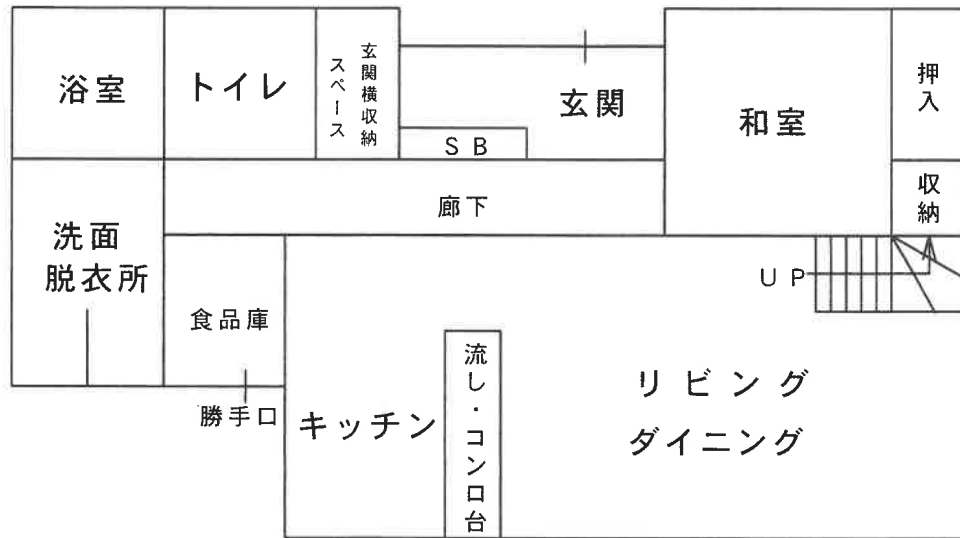 浴室
トイレ
玄関横収納
スペース
玄関
SB
和室
押入
収納
廊下
洗面
脱衣所
UP
食品庫
勝手口
キッチン
流し・コンロ台
リビング
ダイニング